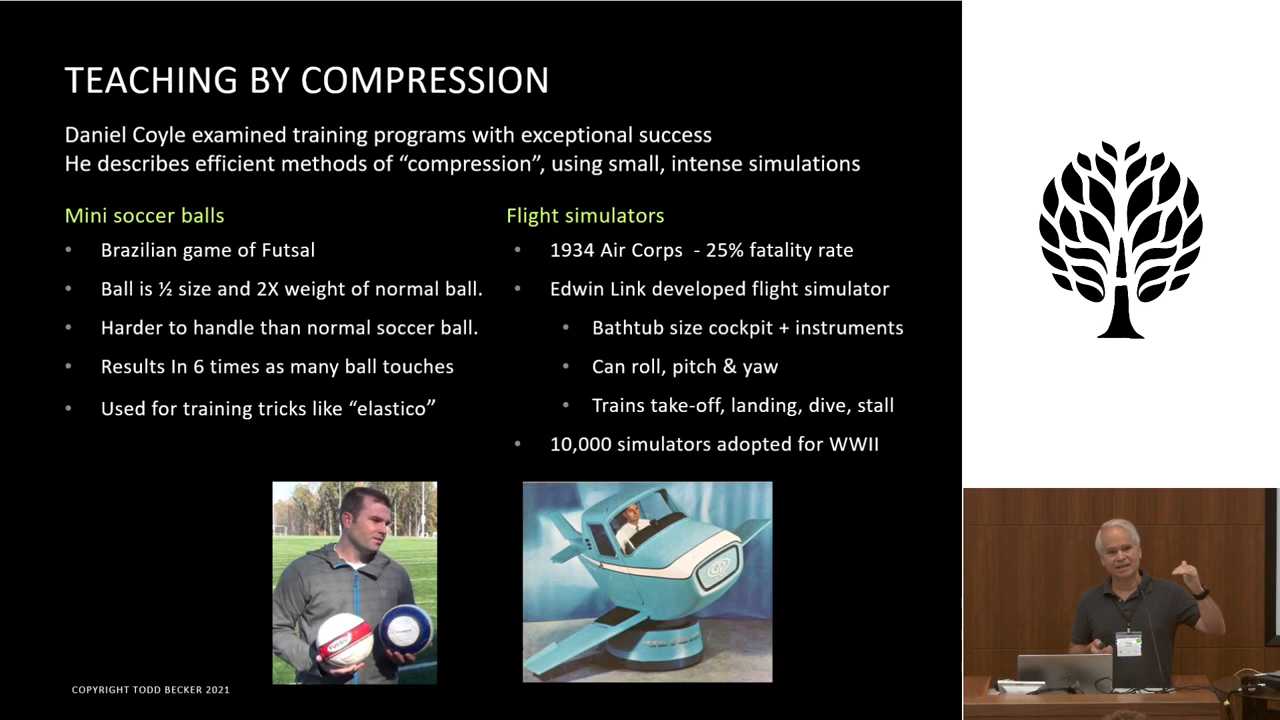 TEACHING BY COMPRESSION
Daniel Coyle examined training programs with exceptional success
He describes efficient methods of “compression”, using small, intense simulations
Mini soccer balls
• Brazilian game of Futsal
• Ball is ½ size and 2X weight of normal ball.
• Harder to handle than normal soccer ball.
• Results In 6 times as many ball touches
• Used for training tricks like “elastico”
Flight simulators
• 1934 Air Corps - 25% fatality rate
• Edwin Link developed flight simulator
• Bathtub size cockpit + instruments
• Can roll, pitch & yaw
• Trains take-off, landing, dive, stall
• 10,000 simulators adopted for WWII
COPYRIGHT TODD BECKER 2021